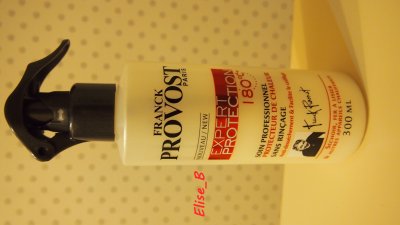 FRANCK
PROVOST
PARIS
NOUVEAU / NEW
EXPERT
PROTECTION
180°C
SOIN PROFESSIONNEL
PROTECTEUR DE CHALEUR
SANS RINÇAGE
300 ML
Elise_B